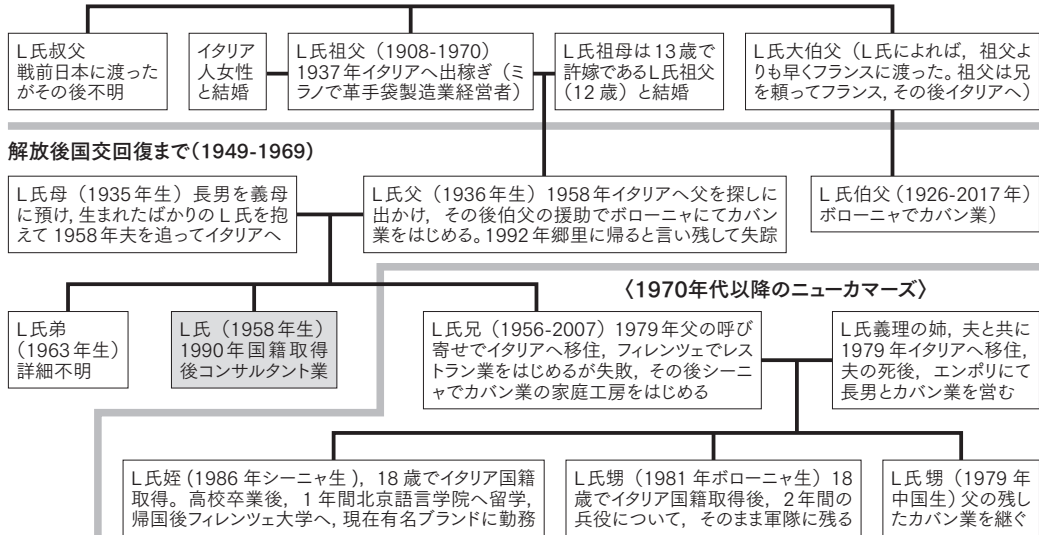 L氏叔父
戦前日本に渡った
がその後不明
イタリア
人女性
と結婚
L氏祖父（1908-1970）
1937年イタリアへ出稼ぎ（ミ
ラノで革手袋製造業経営者）
L氏祖母は13歳で
許嫁であるL氏祖父
（12歳）と結婚
L氏大伯父（L氏によれば，祖父よ
りも早くフランスに渡った。祖父は兄
を頼ってフランス，その後イタリアへ）
解放後国交回復まで（1949-1969）
L氏母（1935年生）長男を義母
に預け，生まれたばかりのL氏を抱
えて1958年夫を追ってイタリアへ
L氏父（1936年生）1958年イタリアへ父を探しに
出かけ，その後伯父の援助でボローニャにてカバン
業をはじめる。1992年郷里に帰ると言い残して失踪
L氏伯父（1926-2017年）
ボローニャでカバン業）
〈1970年代以降のニューカマーズ〉
L氏弟
（1963年生）
詳細不明
L氏（1958年生）
1990年国籍取得
後コンサルタント業
L氏兄（1956-2007）1979年父の呼び
寄せでイタリアへ移住，フィレンツェでレス
トラン業をはじめるが失敗，その後シーニ
ャでカバン業の家庭工房をはじめる
L氏義理の姉，夫と共に
1979年イタリアへ移住，
夫の死後，エンポリにて
長男とカバン業を営む
L氏姪（1986年シーニャ生），18歳でイタリア国籍
取得。高校卒業後，1年間北京語言学院へ留学，
帰国後フィレンツェ大学へ，現在有名ブランドに勤務
L氏甥（1981年ボローニャ生）18
歳でイタリア国籍取得後，2年間の
兵役について，そのまま軍隊に残る
L氏甥（1979年
中国生）父の残し
たカバン業を継ぐ